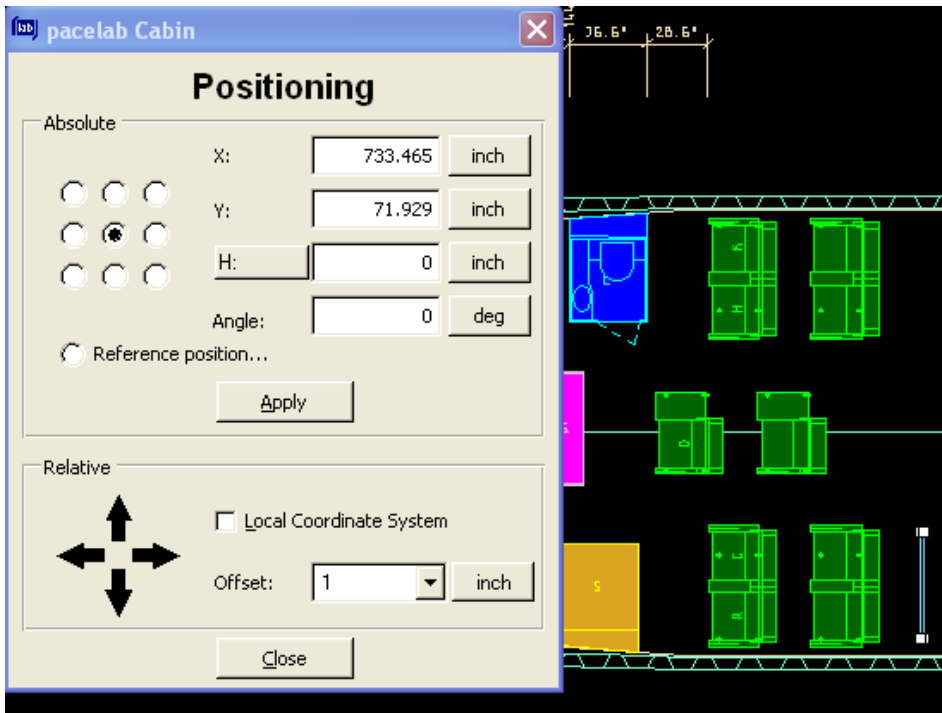 pacelab Cabin
Positioning
Absolute
X: 733.465 inch
Y: 71.929 inch
H: 0 inch
Angle: 0 deg
Reference position...
Apply
Relative
Local Coordinate System
Offset: 1 inch
Close
36.6" 28.6"
K
H
D
S
C
R